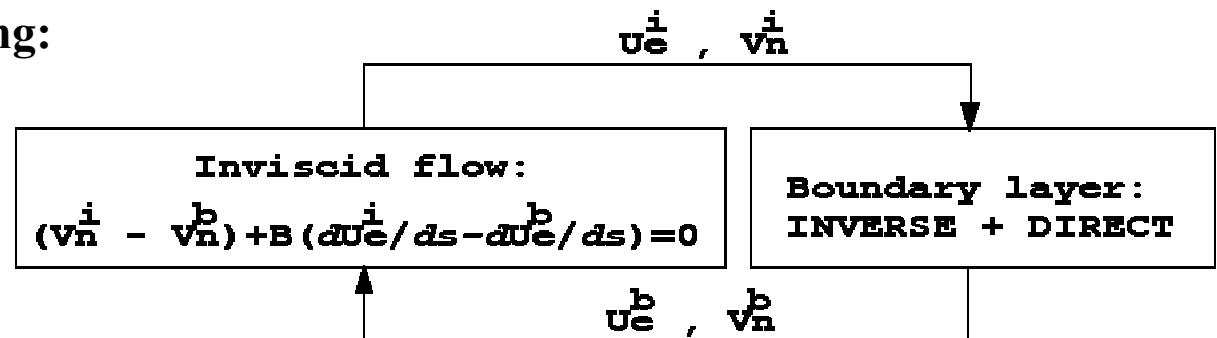 ng:
Ue^i , Vn^i
Inviscid flow:
(Vn^i - Vn^b)+B(dUe^i/ds-dUe^b/ds)=0
Boundary layer:
INVERSE + DIRECT
Ue^b , Vn^b